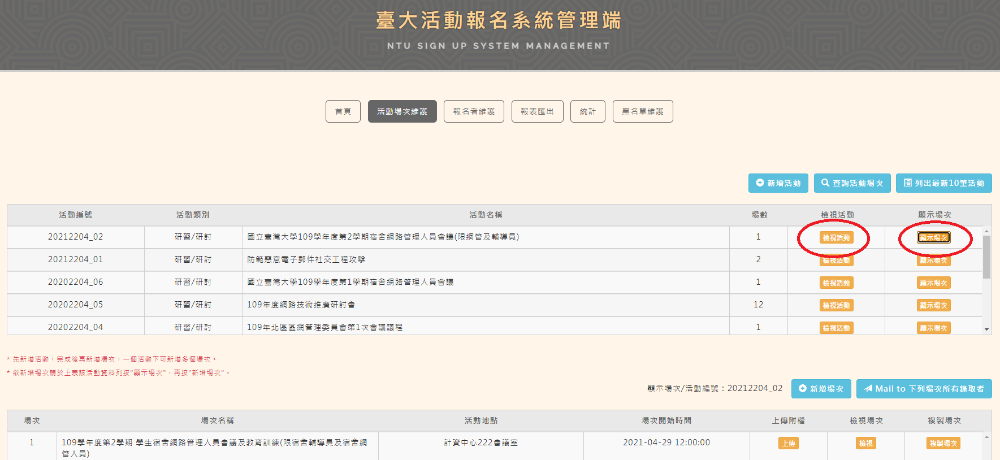 臺大活動報名系統管理端
NTU SIGN UP SYSTEM MANAGEMENT
首頁 活動場次維護 報名者維護 報表匯出 統計 黑名單維護
新增活動 查詢活動場次 列出最新10筆活動
活動編號 活動類別 活動名稱 場數 檢視活動 顯示場次
20212204_02 研習/研討 國立臺灣大學109學年度第2學期宿舍網路管理人員會議(限網管及輔導員) 1 檢視活動 顯示場次
20212204_01 研習/研討 防範惡意電子郵件社交工程攻擊 2 檢視活動 顯示場次
20202204_06 研習/研討 國立臺灣大學109學年度第1學期宿舍網路管理人員會議 1 檢視活動 顯示場次
20202204_05 研習/研討 109年度網路技術推廣研討會 12 檢視活動 顯示場次
20202204_04 研習/研討 109年北區區網管理委員會第1次會議議程 1 檢視活動 顯示場次
* 先新增活動，完成後再新增場次，一個活動下可新增多個場次。
* 欲新增場次請於上表該活動資料列按"顯示場次"，再按"新增場次"。
顯示場次/活動編號：20212204_02 新增場次 Mail to 下列場次所有錄取者
場次 場次名稱 活動地點 場次開始時間 上傳附檔 檢視場次 複製場次
1 109學年度第2學期 學生宿舍網路管理人員會議及教育訓練(限宿舍輔導員及宿舍網 計資中心222會議室 2021-04-29 12:00:00 上傳 檢視 複製場次
管人員)